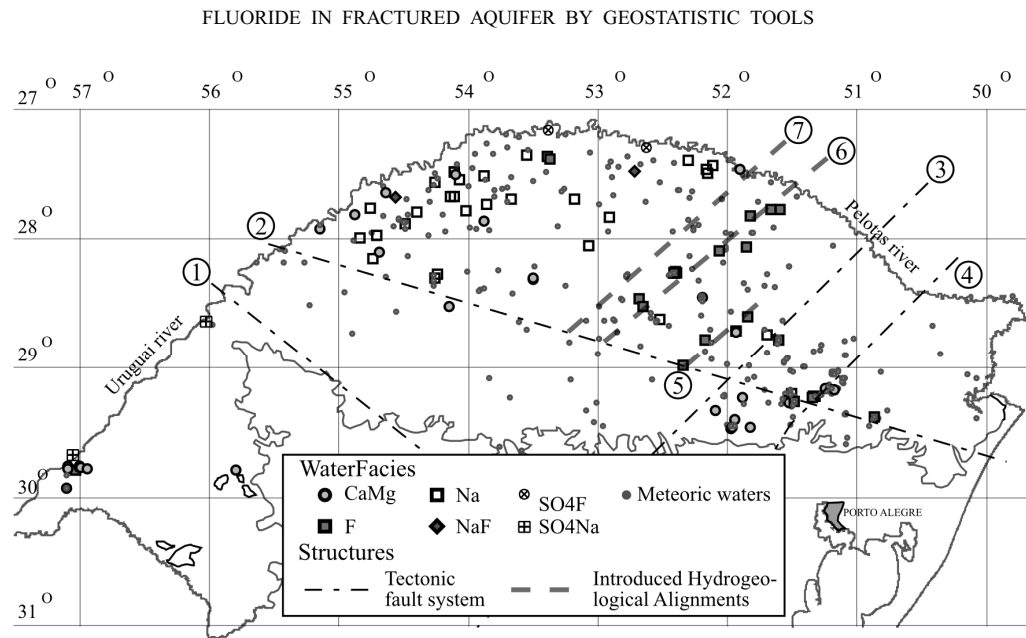 FLUORIDE IN FRACTURED AQUIFER BY GEOSTATISTIC TOOLS
57 O 56 O 55 O 54 O 53 O 52 O 51 O 50 O
27 O
7
6
3
28 O
2
Pelotas river
1
4
Uruguai river
29 O
5
30 O
WaterFacies
CaMg Na SO4F Meteoric waters
F NaF SO4Na
PORTO ALEGRE
Structures
Tectonic fault system
Introduced Hydrogeo-
logical Alignments
31 O